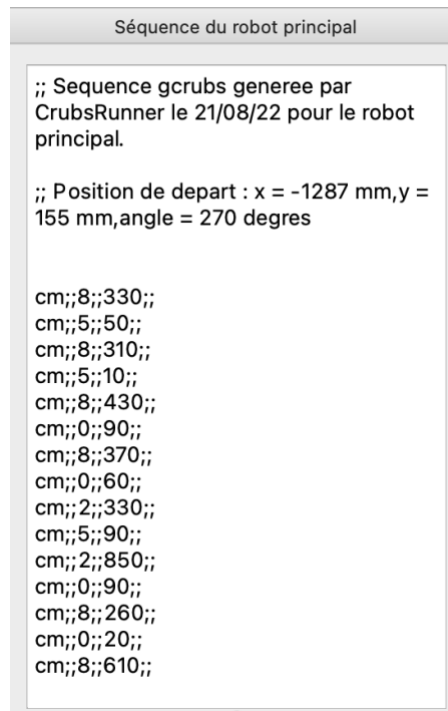 Séquence du robot principal
;; Sequence gcrubs generee par
CrubsRunner le 21/08/22 pour le robot
principal.
;; Position de depart : x = -1287 mm,y =
155 mm,angle = 270 degres
cm;;8;;330;;
cm;;5;;50;;
cm;;8;;310;;
cm;;5;;10;;
cm;;8;;430;;
cm;;0;;90;;
cm;;8;;370;;
cm;;0;;60;;
cm;;2;;330;;
cm;;5;;90;;
cm;;2;;850;;
cm;;0;;90;;
cm;;8;;260;;
cm;;0;;20;;
cm;;8;;610;;